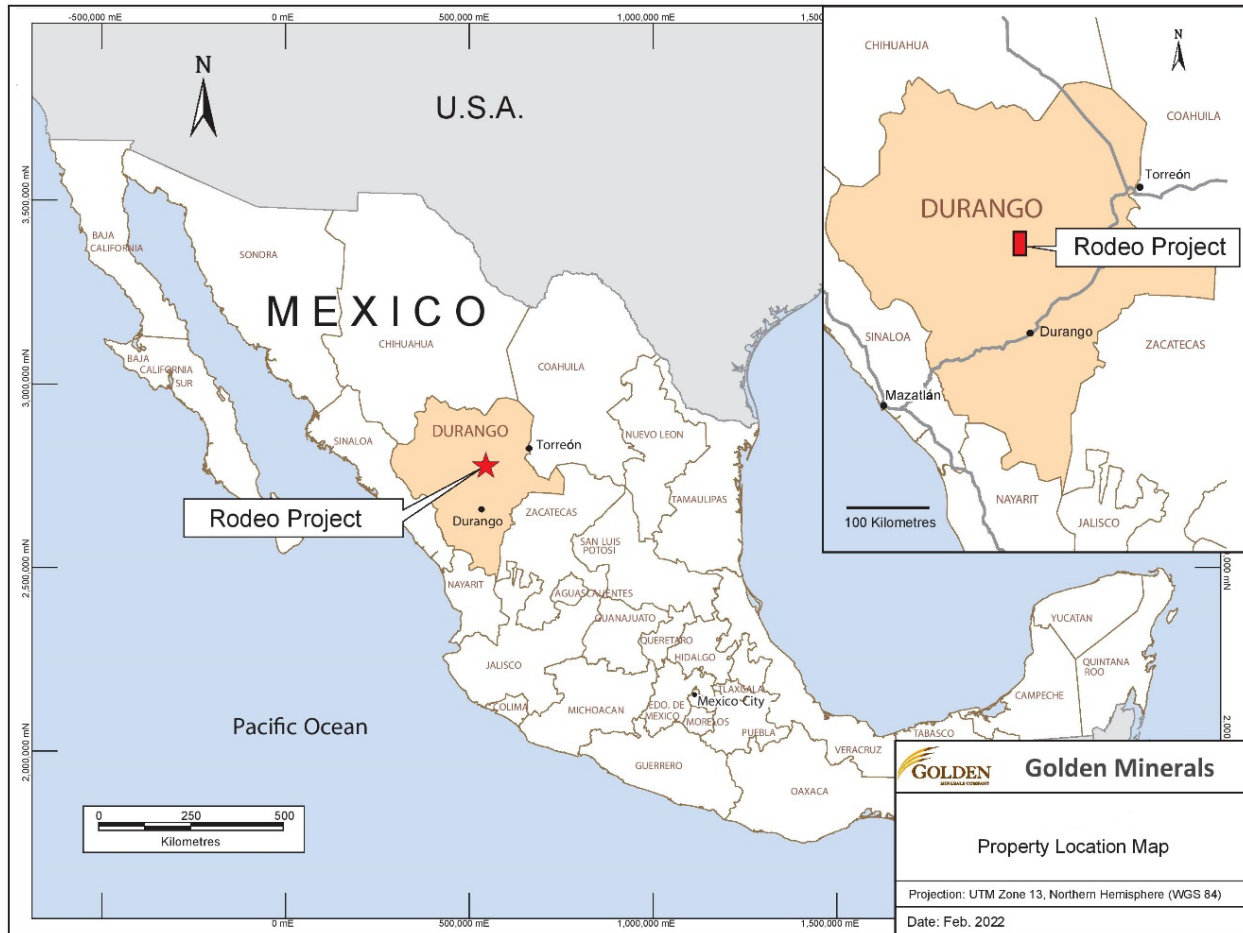 -500,000 mE
0 mE
500,000 mE
1,000,000 mE
3,500,000 mN
3,000,000 mN
2,500,000 mN
2,000,000 mN
N
U.S.A.
MEXICO
BAJA
CALIFORNIA
SONORA
CHIHUAHUA
COAHUILA
BAJA
CALIFORNIA
SUR
SINALOA
DURANGO
Torreón
NUEVO LEON
TAMAULIPAS
Rodeo Project
Durango
ZACATECAS
SAN LUIS
POTOSI
NAYARIT
AGUASCALIENTES
GUANAJUATO
QUERETARO
HIDALGO
JALISCO
TLAXCALA
Mexico City
COLIMA
MICHOACAN
EDO. DE
MEXICO
MORELOS
PUEBLA
VERACRUZ
TABASCO
GUERRERO
OAXACA
YUCATAN
QUINTANA
ROO
CAMPECHE
Pacific Ocean
0 250 500
Kilometres
0 mE
500,000 mE
1,000,000 mE
CHIHUAHUA
N
COAHUILA
Torreón
DURANGO
Rodeo Project
SINALOA
Durango
ZACATECAS
Mazatlán
NAYARIT
JALISCO
100 Kilometres
GOLDEN
MINERALS COMPANY
Golden Minerals
Property Location Map
Projection: UTM Zone 13, Northern Hemisphere (WGS 84)
Date: Feb. 2022